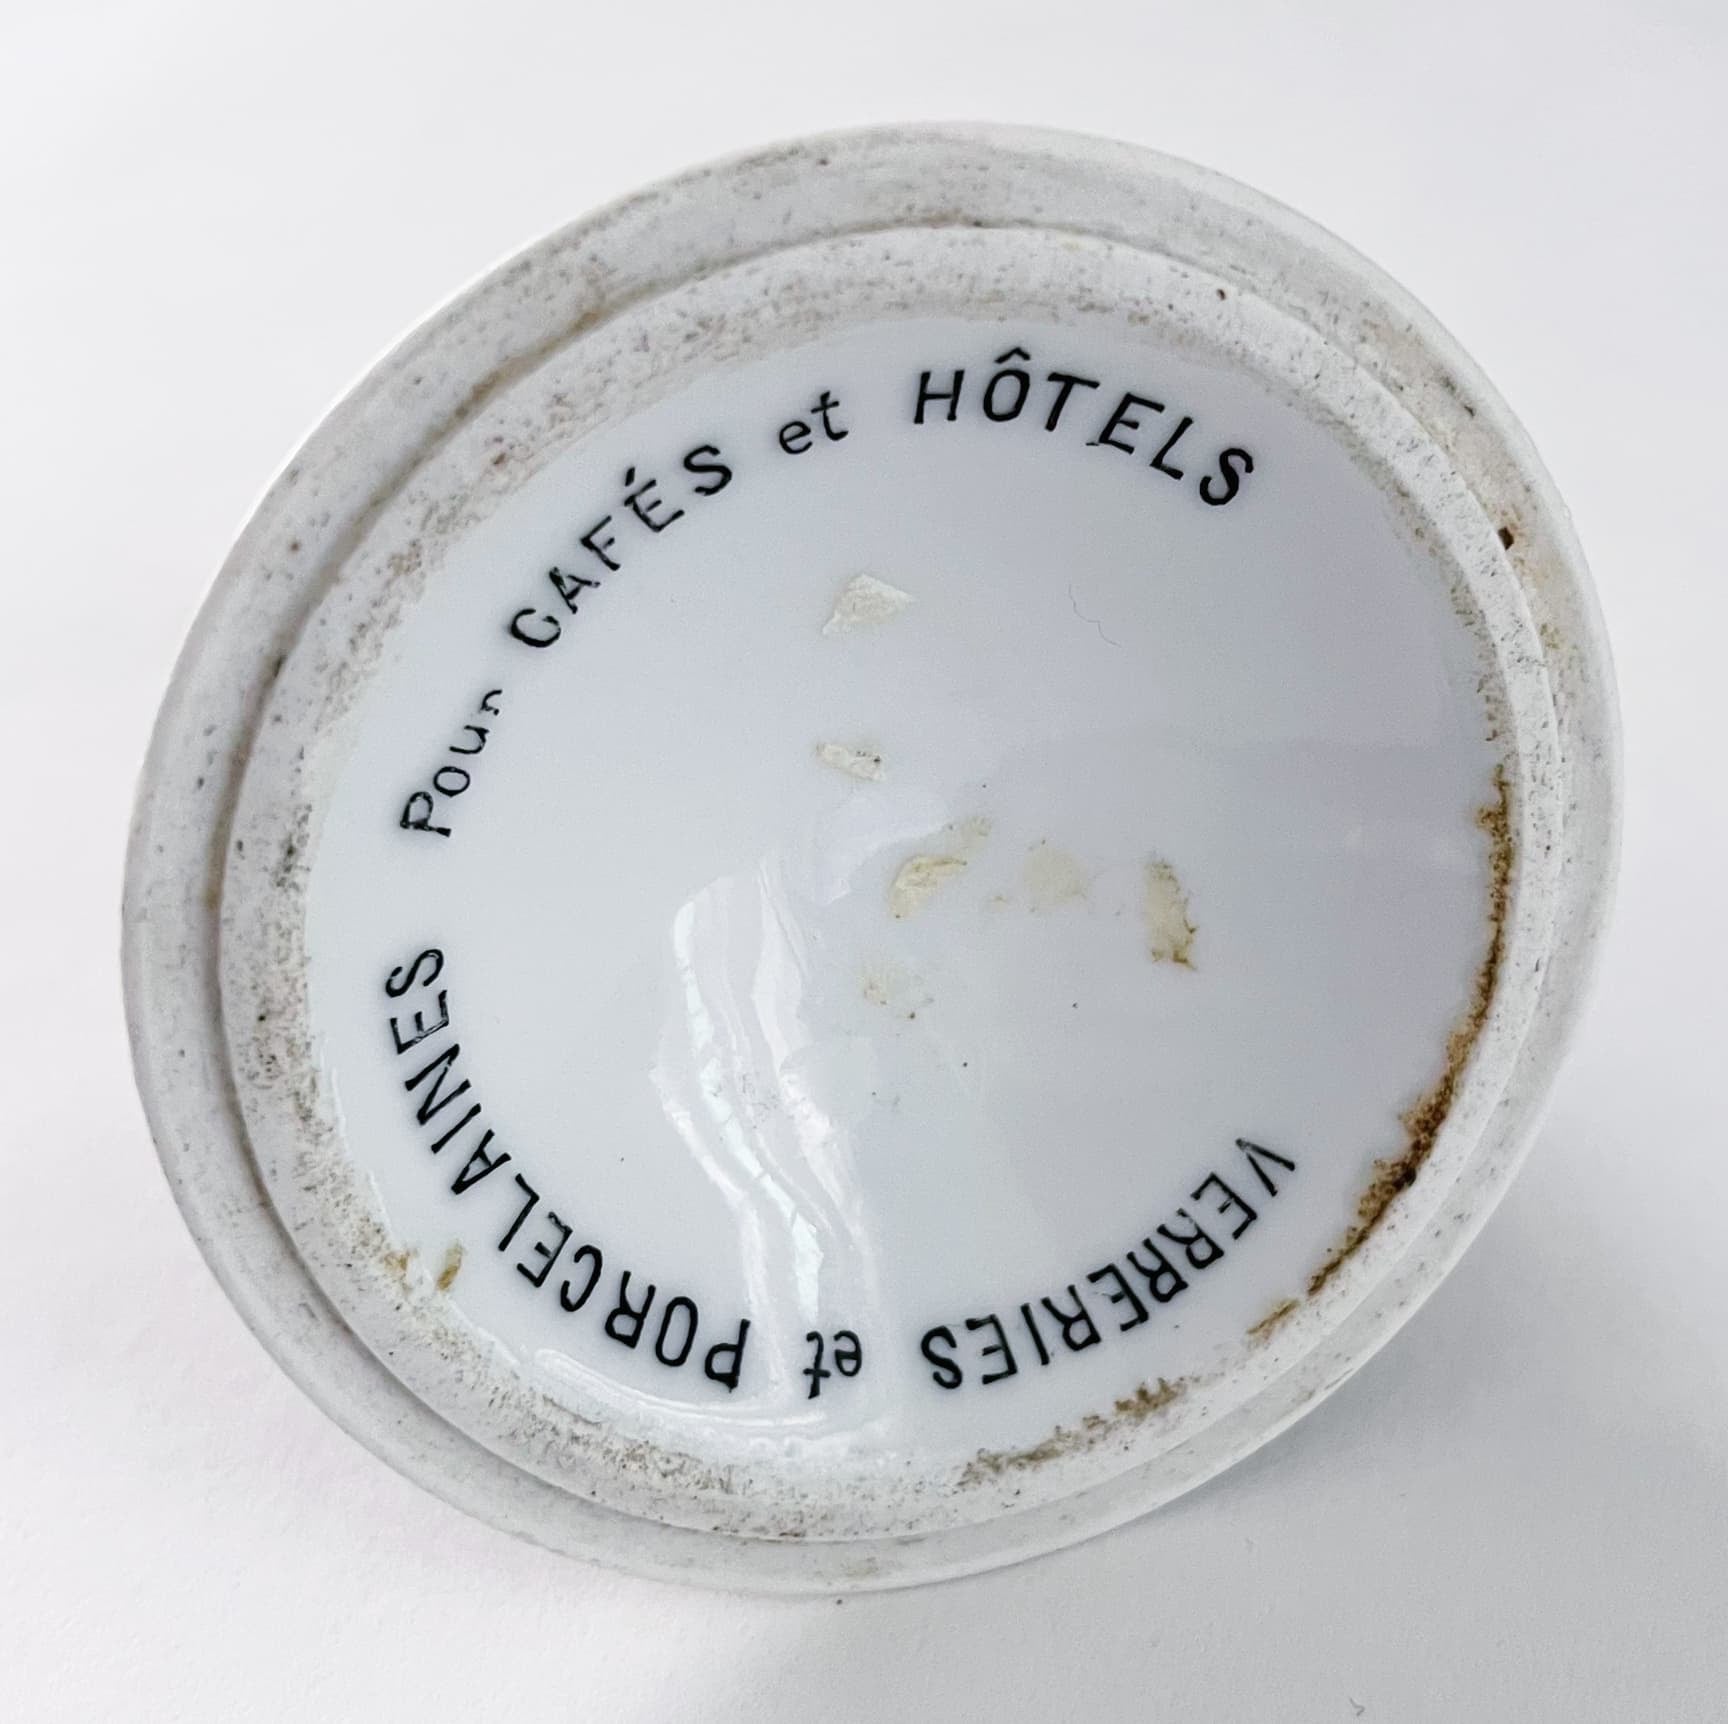 VERRERIES et PORCELAINES Pour CAFÉS et HÔTELS